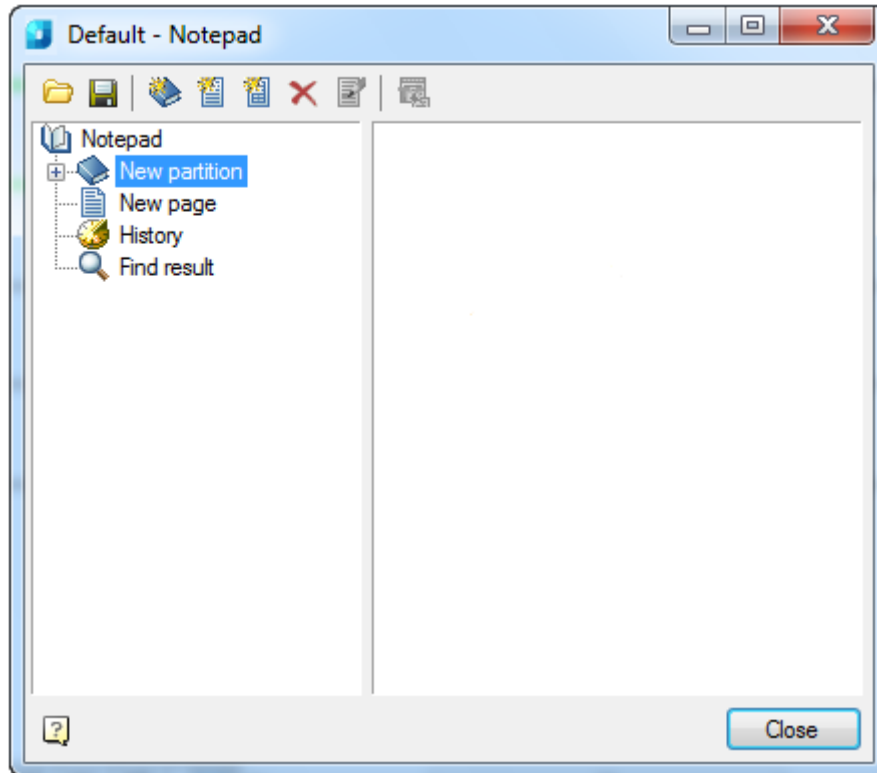 Default - Notepad
Notepad
New partition
New page
History
Find result
Close